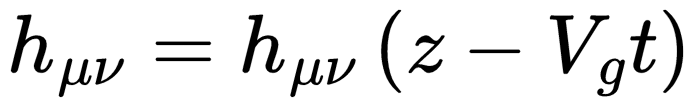 h_{μν} = h_{μν} (z − V_g t)